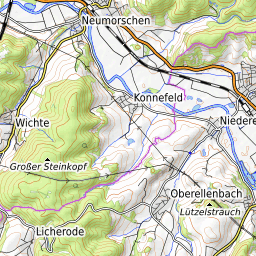 Neumorschen
Konnefeld
Wichte
Niedere
Großer Steinkopf
Oberellenbach
Lützelstrauch
Licherode